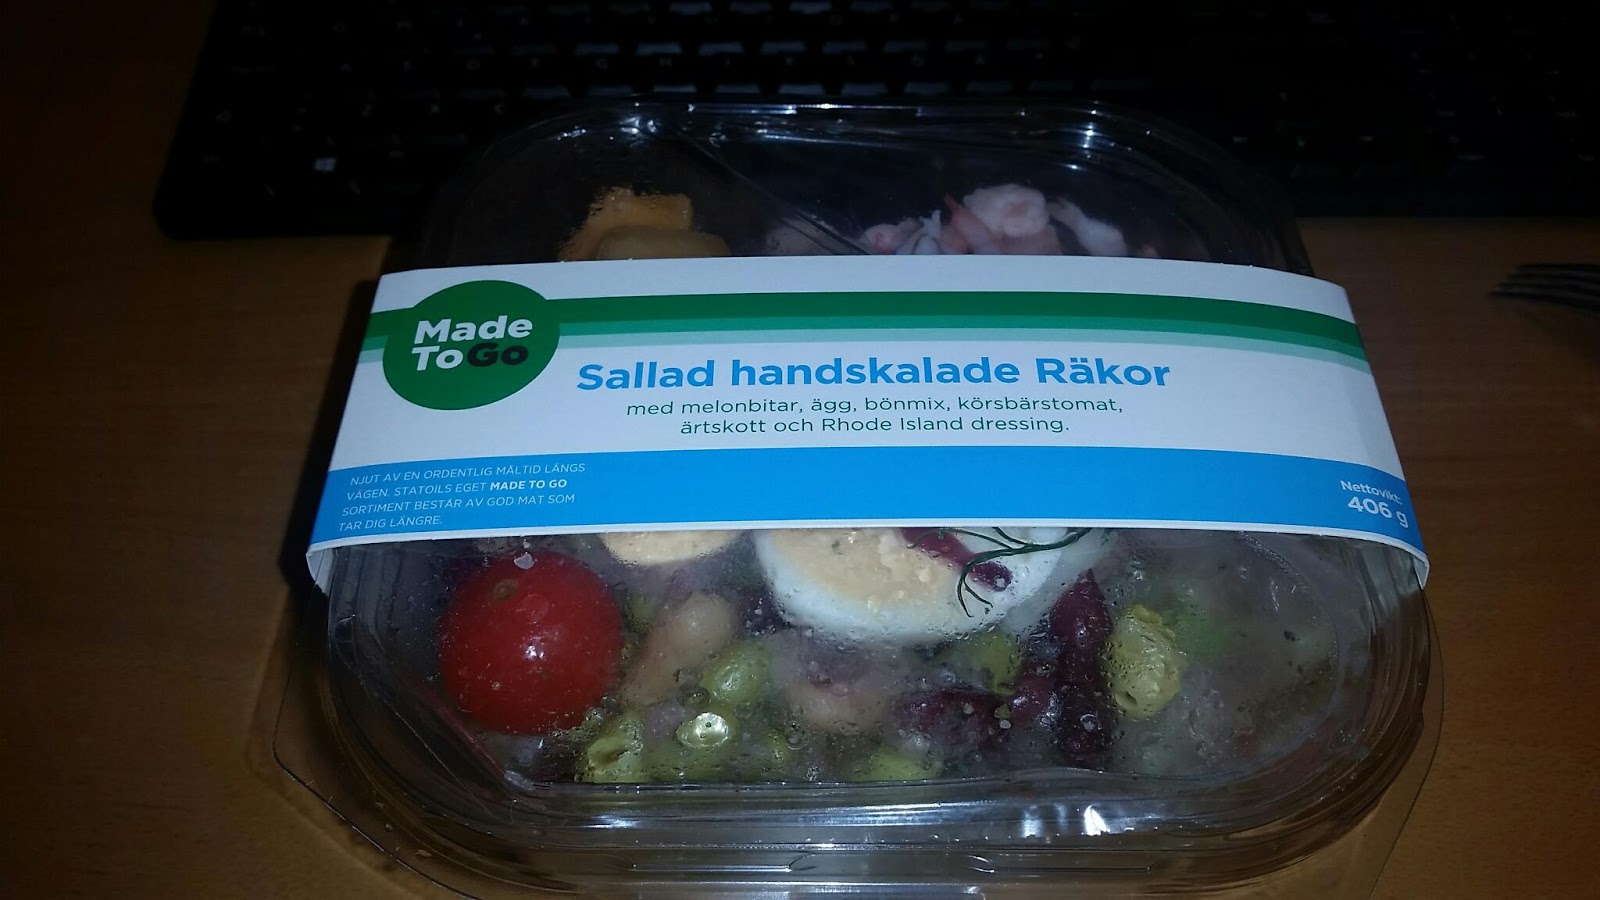 Made
ToGo
Sallad handskalade Räkor
med melonbitar, ägg, bönmix, körsbärstomat,
ärtskott och Rhode Island dressing.
NJUT AV EN ORDENTLIG MÅLTID LÄNGS
VÄGEN. STATOILS EGET MADE TO GO
SORTIMENT BESTÅR AV GOD MAT SOM
TAR DIG LÄNGRE.
Nettovikt:
406 g